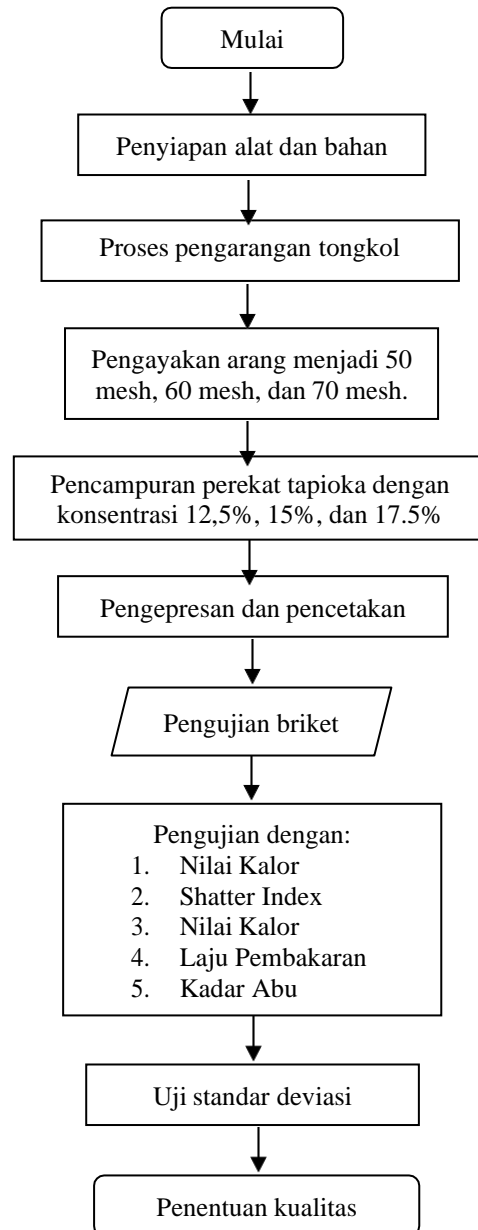 Mulai
Penyiapan alat dan bahan
Proses pengarangan tongkol
Pengayakan arang menjadi 50
mesh, 60 mesh, dan 70 mesh.
Pencampuran perekat tapioka dengan
konsentrasi 12,5%, 15%, dan 17.5%
Pengepresan dan pencetakan
Pengujian briket
Pengujian dengan:
1. Nilai Kalor
2. Shatter Index
3. Nilai Kalor
4. Laju Pembakaran
5. Kadar Abu
Uji standar deviasi
Penentuan kualitas